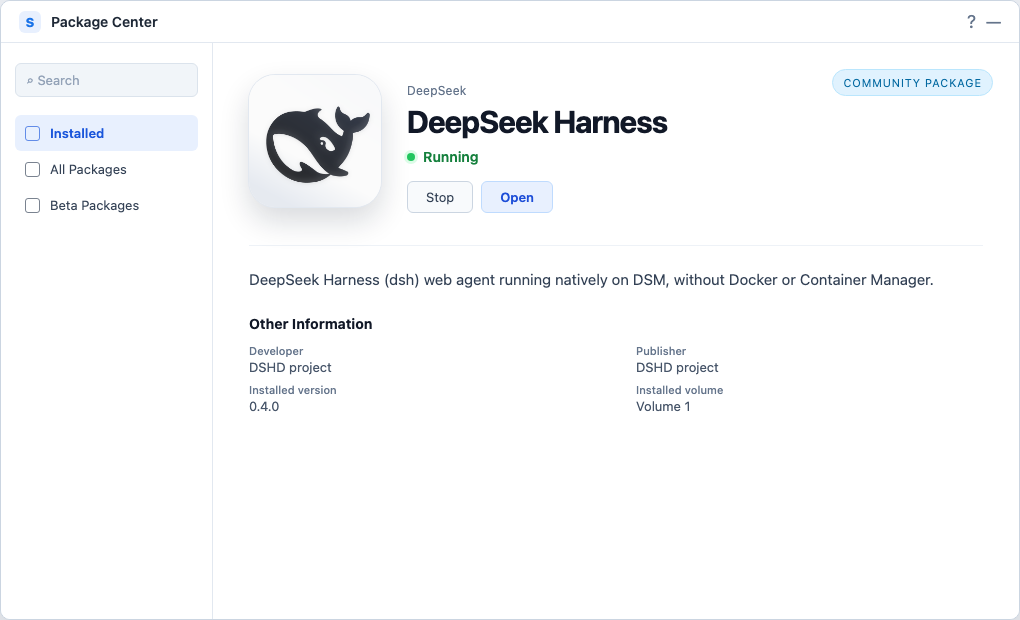 S Package Center ? —
Search
Installed
All Packages
Beta Packages
COMMUNITY PACKAGE
DeepSeek
DeepSeek Harness
Running
Stop Open
DeepSeek Harness (dsh) web agent running natively on DSM, without Docker or Container Manager.
Other Information
Developer Publisher
DSHD project DSHD project
Installed version Installed volume
0.4.0 Volume 1